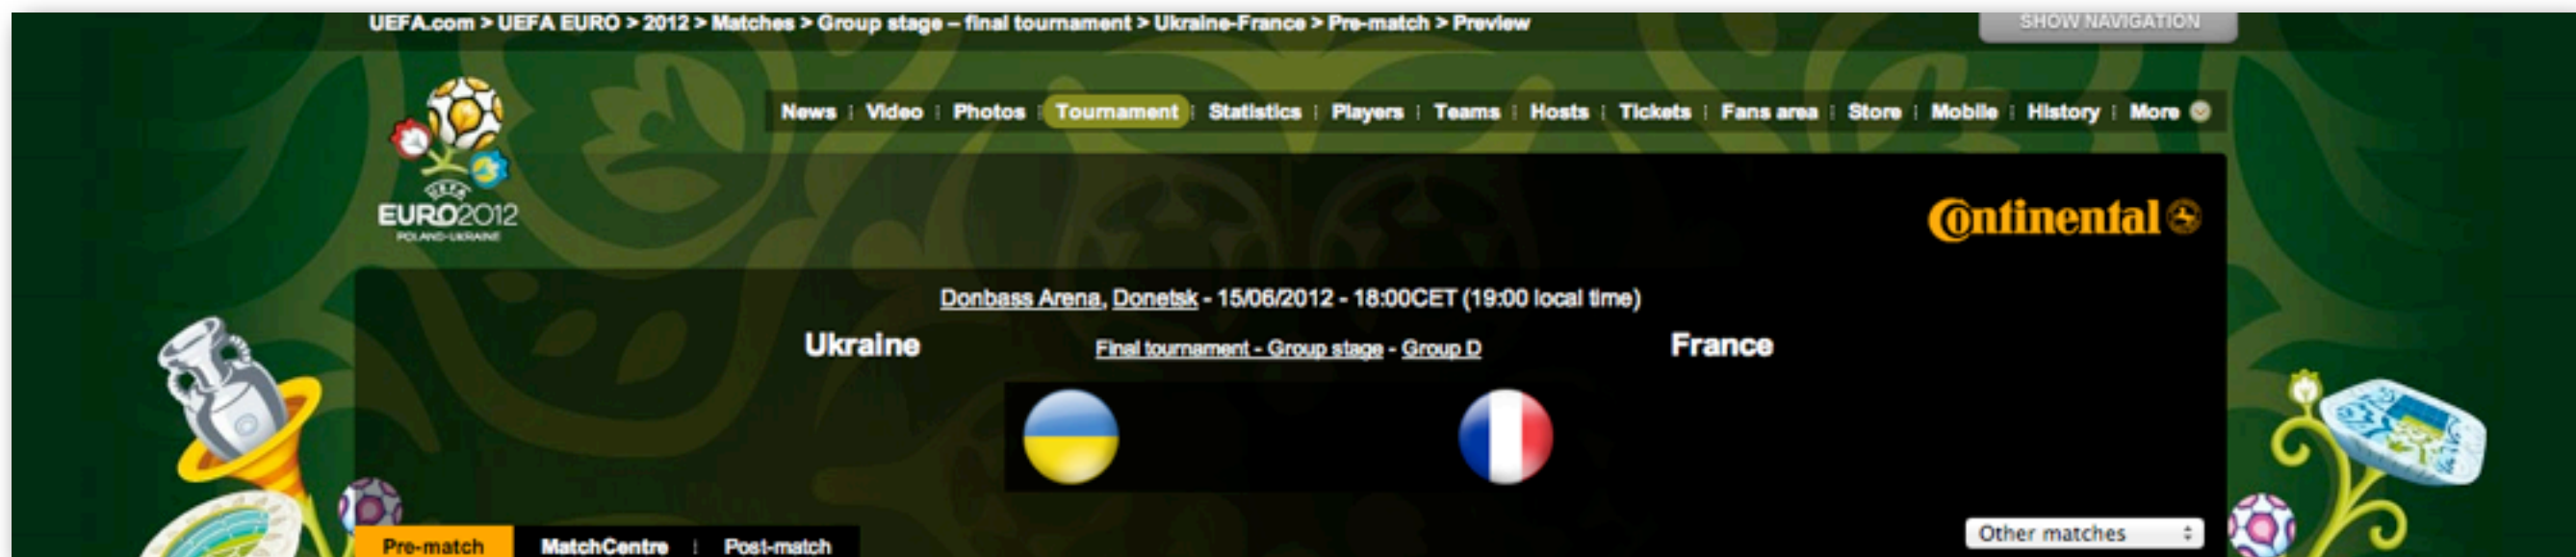 UEFA.com > UEFA EURO > 2012 > Matches > Group stage – final tournament > Ukraine-France > Pre-match > Preview
SHOW NAVIGATION
News Video Photos Tournament Statistics Players Teams Hosts Tickets Fans area Store Mobile History More
UEFA
EURO2012
POLAND-UKRAINE
Continental
Donbass Arena, Donetsk - 15/06/2012 - 18:00CET (19:00 local time)
Ukraine
Final tournament - Group stage - Group D
France
Pre-match MatchCentre Post-match
Other matches